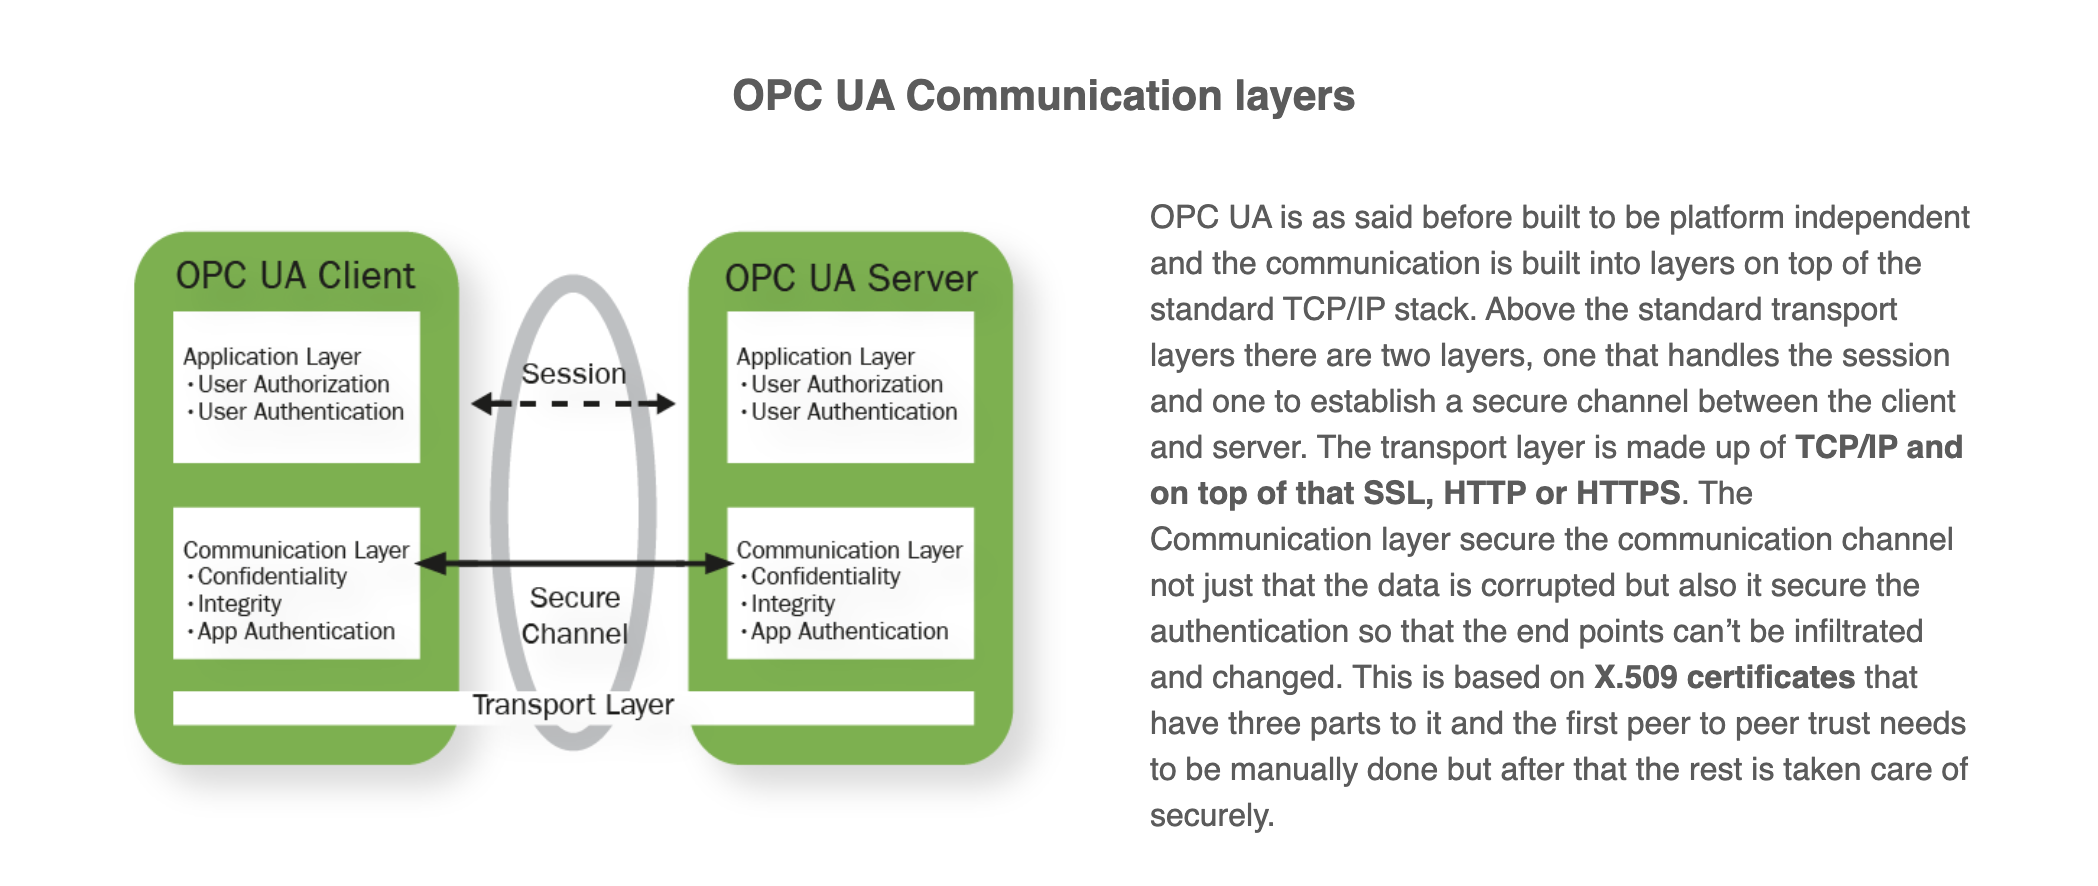 OPC UA Communication layers
OPC UA Client
Application Layer
· User Authorization
· User Authentication
Communication Layer
· Confidentiality
· Integrity
· App Authentication
Session
Secure
Channel
Transport Layer
OPC UA Server
Application Layer
· User Authorization
· User Authentication
Communication Layer
· Confidentiality
· Integrity
· App Authentication
OPC UA is as said before built to be platform independent
and the communication is built into layers on top of the
standard TCP/IP stack. Above the standard transport
layers there are two layers, one that handles the session
and one to establish a secure channel between the client
and server. The transport layer is made up of TCP/IP and
on top of that SSL, HTTP or HTTPS. The
Communication layer secure the communication channel
not just that the data is corrupted but also it secure the
authentication so that the end points can’t be infiltrated
and changed. This is based on X.509 certificates that
have three parts to it and the first peer to peer trust needs
to be manually done but after that the rest is taken care of
securely.